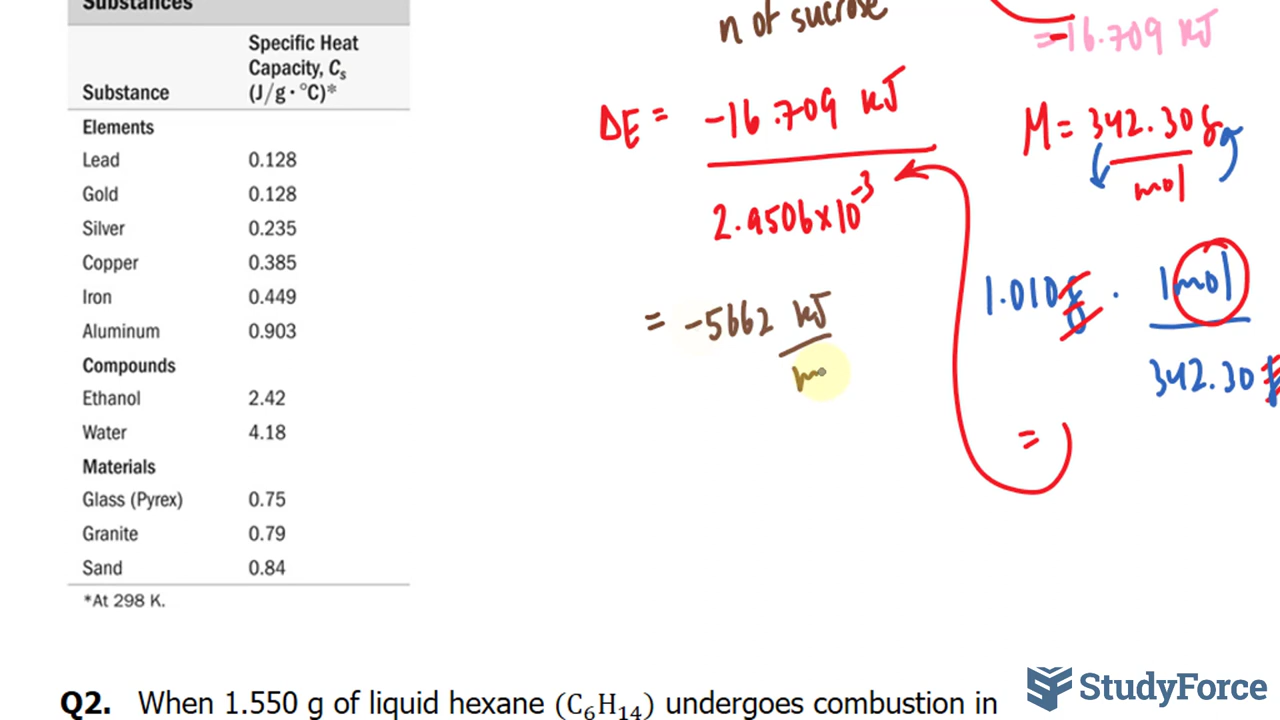 Substances
Substance
Specific Heat
Capacity, Cs
(J/g · °C)*
Elements
Lead 0.128
Gold 0.128
Silver 0.235
Copper 0.385
Iron 0.449
Aluminum 0.903
Compounds
Ethanol 2.42
Water 4.18
Materials
Glass (Pyrex) 0.75
Granite 0.79
Sand 0.84
*At 298 K.
n of sucrose
= -16.709 kJ
ΔE = -16.709 kJ
2.9506×10⁻³
= -5662 kJ
mo
M = 342.30 g
mol
1.010 g · 1 mol
342.30 g
=
Q2. When 1.550 g of liquid hexane (C₆H₁₄) undergoes combustion in
StudyForce